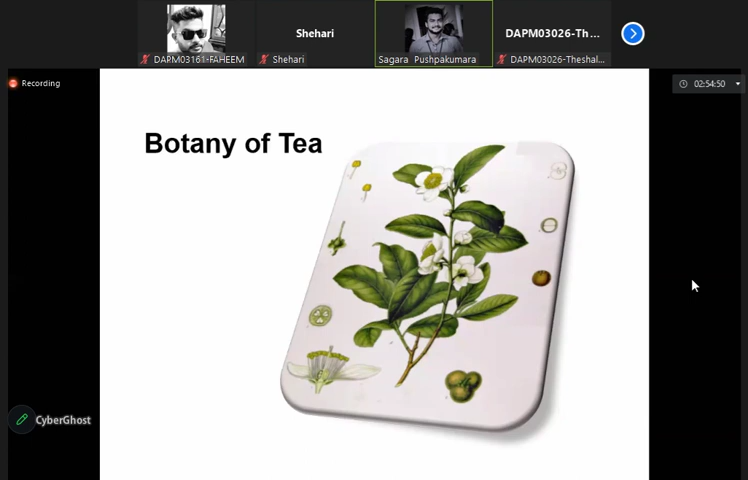 Shehari
DAPM03026-Th...
DAPM03161-FAHEEM
Shehari
Sagara Pushpakumara
DAPM03026-Theshal...
Recording
02:54:50
Botany of Tea
CyberGhost